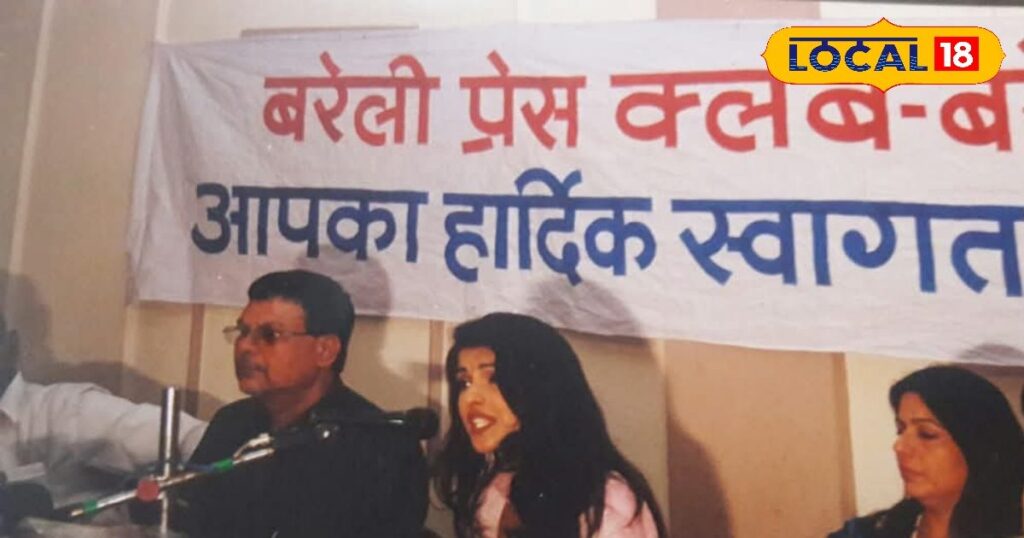 LOCAL 18
बरेली प्रेस क्लब-
आपका हार्दिक स्वागत